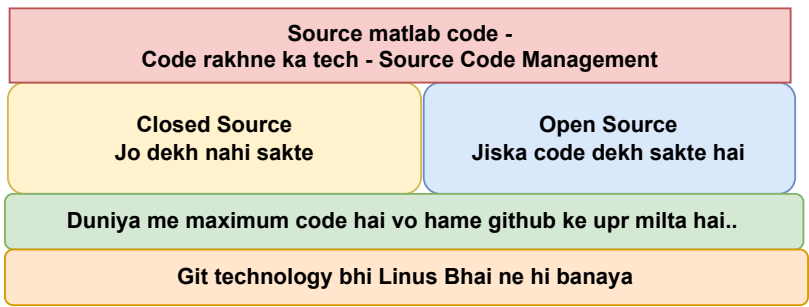 Source matlab code -
Code rakhne ka tech - Source Code Management
Closed Source
Jo dekh nahi sakte
Open Source
Jiska code dekh sakte hai
Duniya me maximum code hai vo hame github ke upr milta hai..
Git technology bhi Linus Bhai ne hi banaya